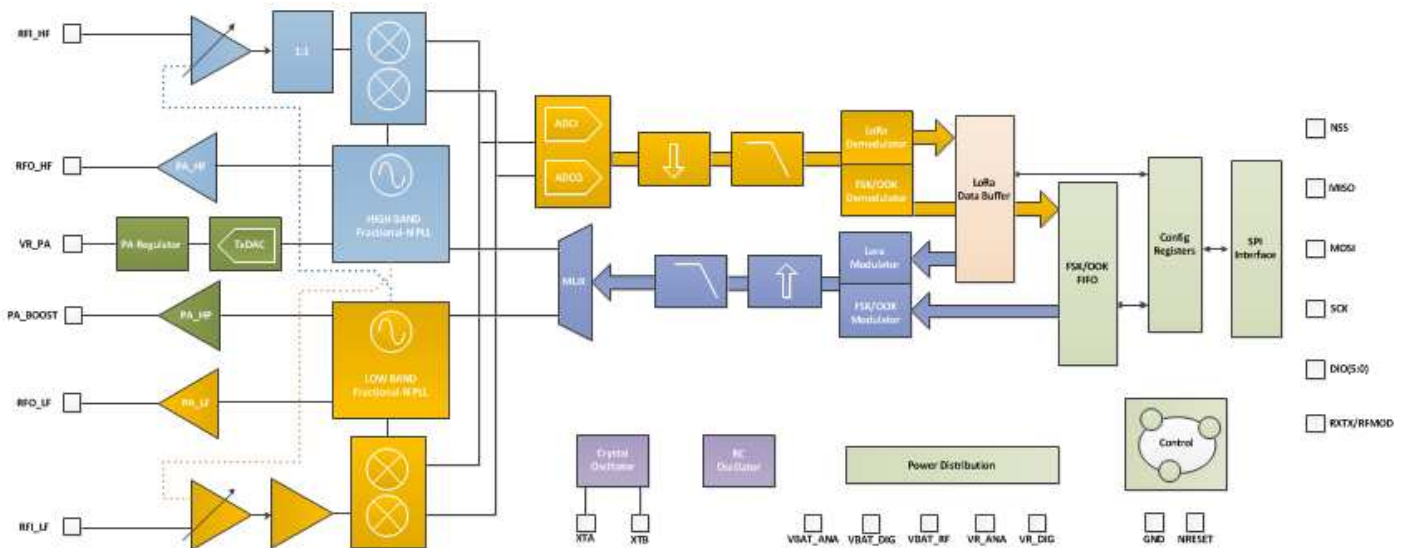 RFI_HF
1:1
RFO_HF
PA_HF
HIGH BAND
Fractional-N PLL
VR_PA
PA Regulator
TxDAC
PA_BOOST
PA_HP
LOW BAND
Fractional-N PLL
RFO_LF
PA_LF
RFI_LF
ADC1
ADC2
LoRa
Demodulator
FSK/OOK
Demodulator
LoRa
Data Buffer
MUX
Lora
Modulator
FSK/OOK
Modulator
FSK/OOK
FIFO
Config
Registers
SPI
Interface
NSS
MISO
MOSI
SCK
DIO(5:0)
RXTX/RFMOD
Crystal
Oscillator
RC
Oscillator
Power Distribution
Control
XTA
XTB
VBAT_ANA
VBAT_DIG
VBAT_RF
VR_ANA
VR_DIG
GND
NRESET